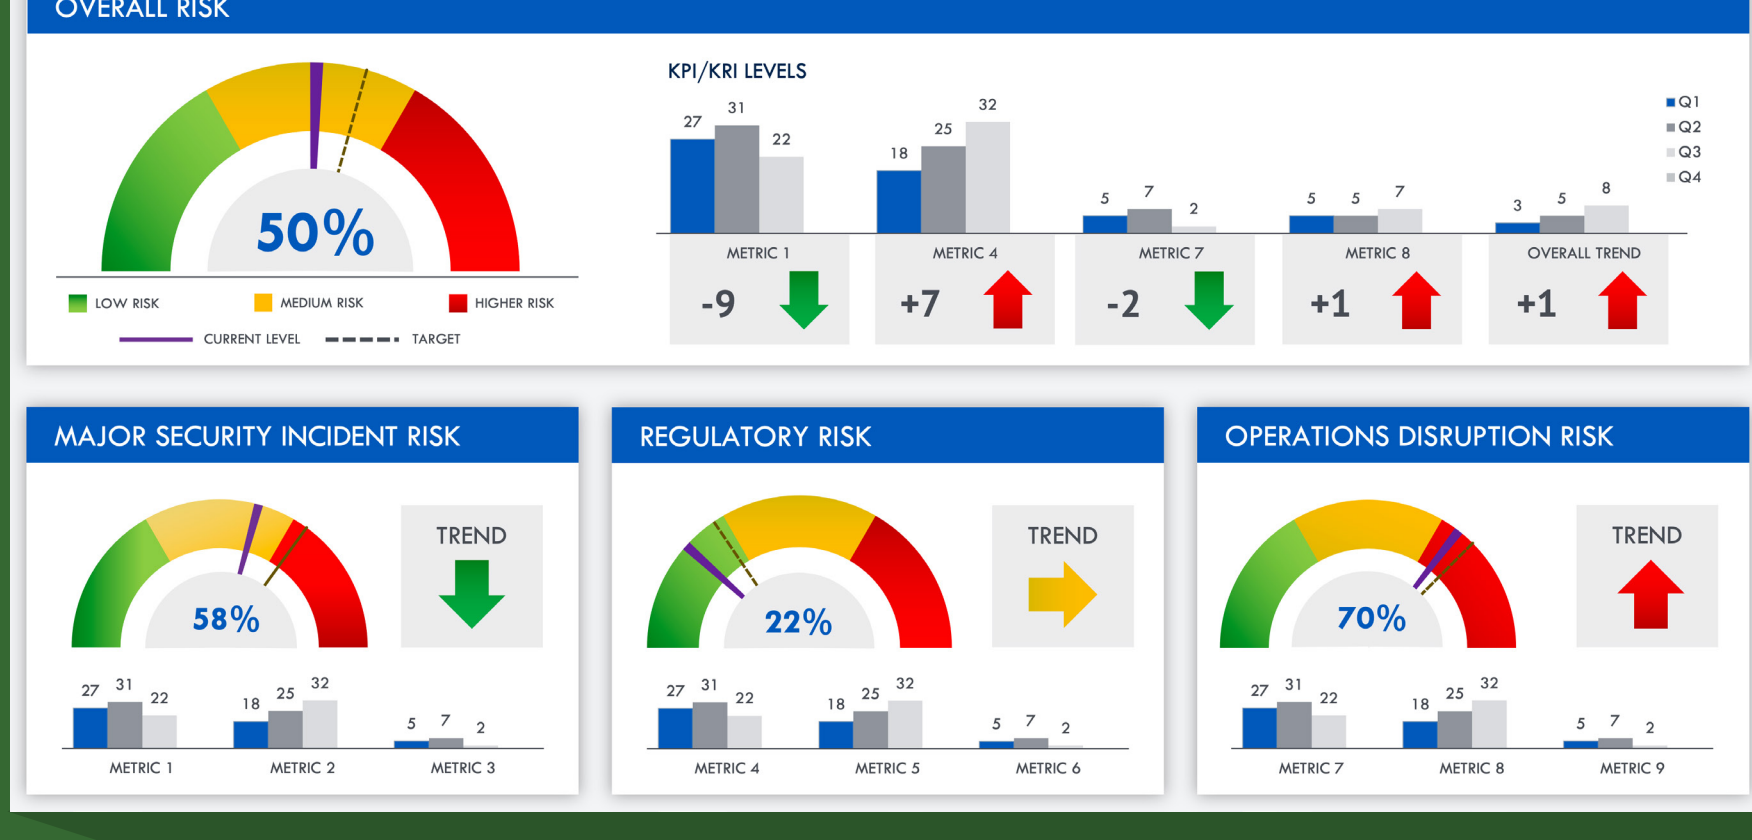 OVERALL RISK
50%
LOW RISK
MEDIUM RISK
HIGHER RISK
CURRENT LEVEL
TARGET
KPI/KRI LEVELS
27 31 22
18 25 32
5 7 2
5 5 7
3 5 8
Q1
Q2
Q3
Q4
METRIC 1
METRIC 4
METRIC 7
METRIC 8
OVERALL TREND
-9
+7
-2
+1
+1
MAJOR SECURITY INCIDENT RISK
58%
TREND
27 31 22
18 25 32
5 7 2
METRIC 1
METRIC 2
METRIC 3
REGULATORY RISK
22%
TREND
27 31 22
18 25 32
5 7 2
METRIC 4
METRIC 5
METRIC 6
OPERATIONS DISRUPTION RISK
70%
TREND
27 31 22
18 25 32
5 7 2
METRIC 7
METRIC 8
METRIC 9